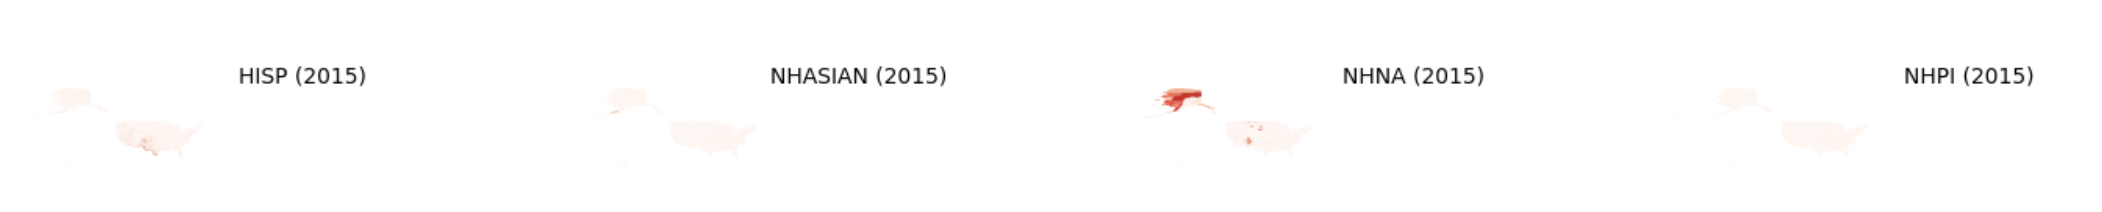 HISP (2015)
NHASIAN (2015)
NHNA (2015)
NHPI (2015)